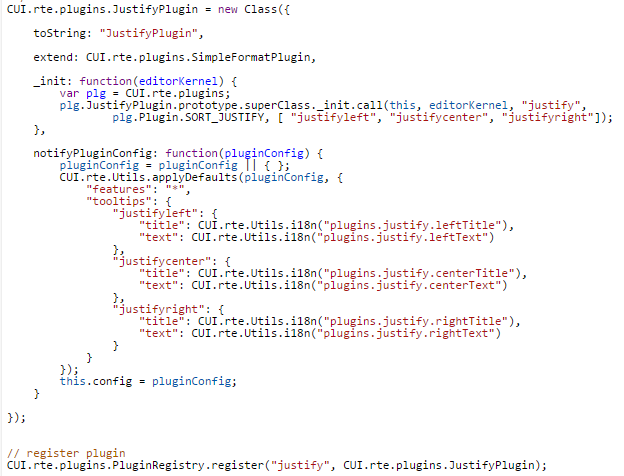 CUI.rte.plugins.JustifyPlugin = new Class({
toString: "JustifyPlugin",
extend: CUI.rte.plugins.SimpleFormatPlugin,
_init: function(editorKernel) {
var plg = CUI.rte.plugins;
plg.JustifyPlugin.prototype.superClass._init.call(this, editorKernel, "justify",
plg.Plugin.SORT_JUSTIFY, [ "justifyleft", "justifycenter", "justifyright"]);
},
notifyPluginConfig: function(pluginConfig) {
pluginConfig = pluginConfig || { };
CUI.rte.Utils.applyDefaults(pluginConfig, {
"features": "*",
"tooltips": {
"justifyleft": {
"title": CUI.rte.Utils.i18n("plugins.justify.leftTitle"),
"text": CUI.rte.Utils.i18n("plugins.justify.leftText")
},
"justifycenter": {
"title": CUI.rte.Utils.i18n("plugins.justify.centerTitle"),
"text": CUI.rte.Utils.i18n("plugins.justify.centerText")
},
"justifyright": {
"title": CUI.rte.Utils.i18n("plugins.justify.rightTitle"),
"text": CUI.rte.Utils.i18n("plugins.justify.rightText")
}
}
});
this.config = pluginConfig;
}
});
// register plugin
CUI.rte.plugins.PluginRegistry.register("justify", CUI.rte.plugins.JustifyPlugin);